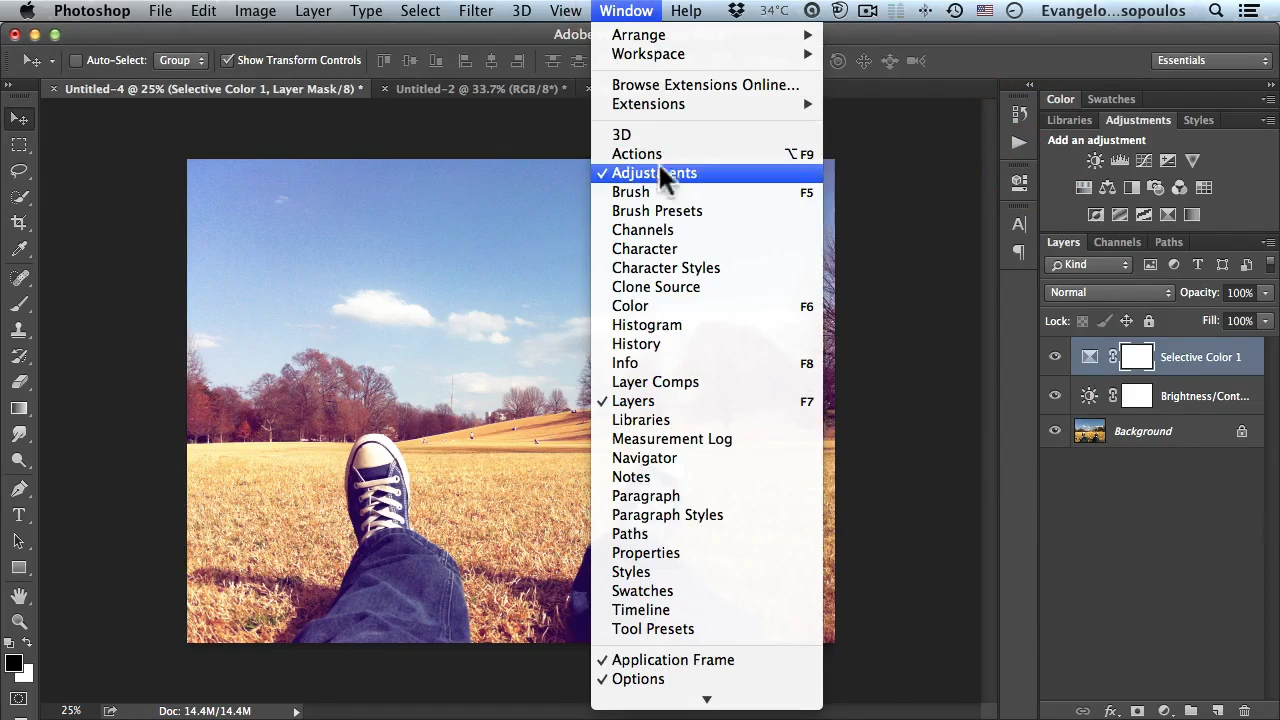 Photoshop File Edit Image Layer Type Select Filter 3D View Window Help 34°C Evangelo...sopoulos
Adobe
Auto-Select: Group Show Transform Controls Essentials
Untitled-4 @ 25% (Selective Color 1, Layer Mask/8) * Untitled-2 @ 33.7% (RGB/8*) *
Arrange
Workspace
Browse Extensions Online...
Extensions
3D
Actions ⌥F9
Adjustments
Brush F5
Brush Presets
Channels
Character
Character Styles
Clone Source
Color F6
Histogram
History
Info F8
Layer Comps
Layers F7
Libraries
Measurement Log
Navigator
Notes
Paragraph
Paragraph Styles
Paths
Properties
Styles
Swatches
Timeline
Tool Presets
Application Frame
Options
Color Swatches
Libraries Adjustments Styles
Add an adjustment
Layers Channels Paths
Kind
Normal Opacity: 100%
Lock: Fill: 100%
Selective Color 1
Brightness/Cont...
Background
25% Doc: 14.4M/14.4M